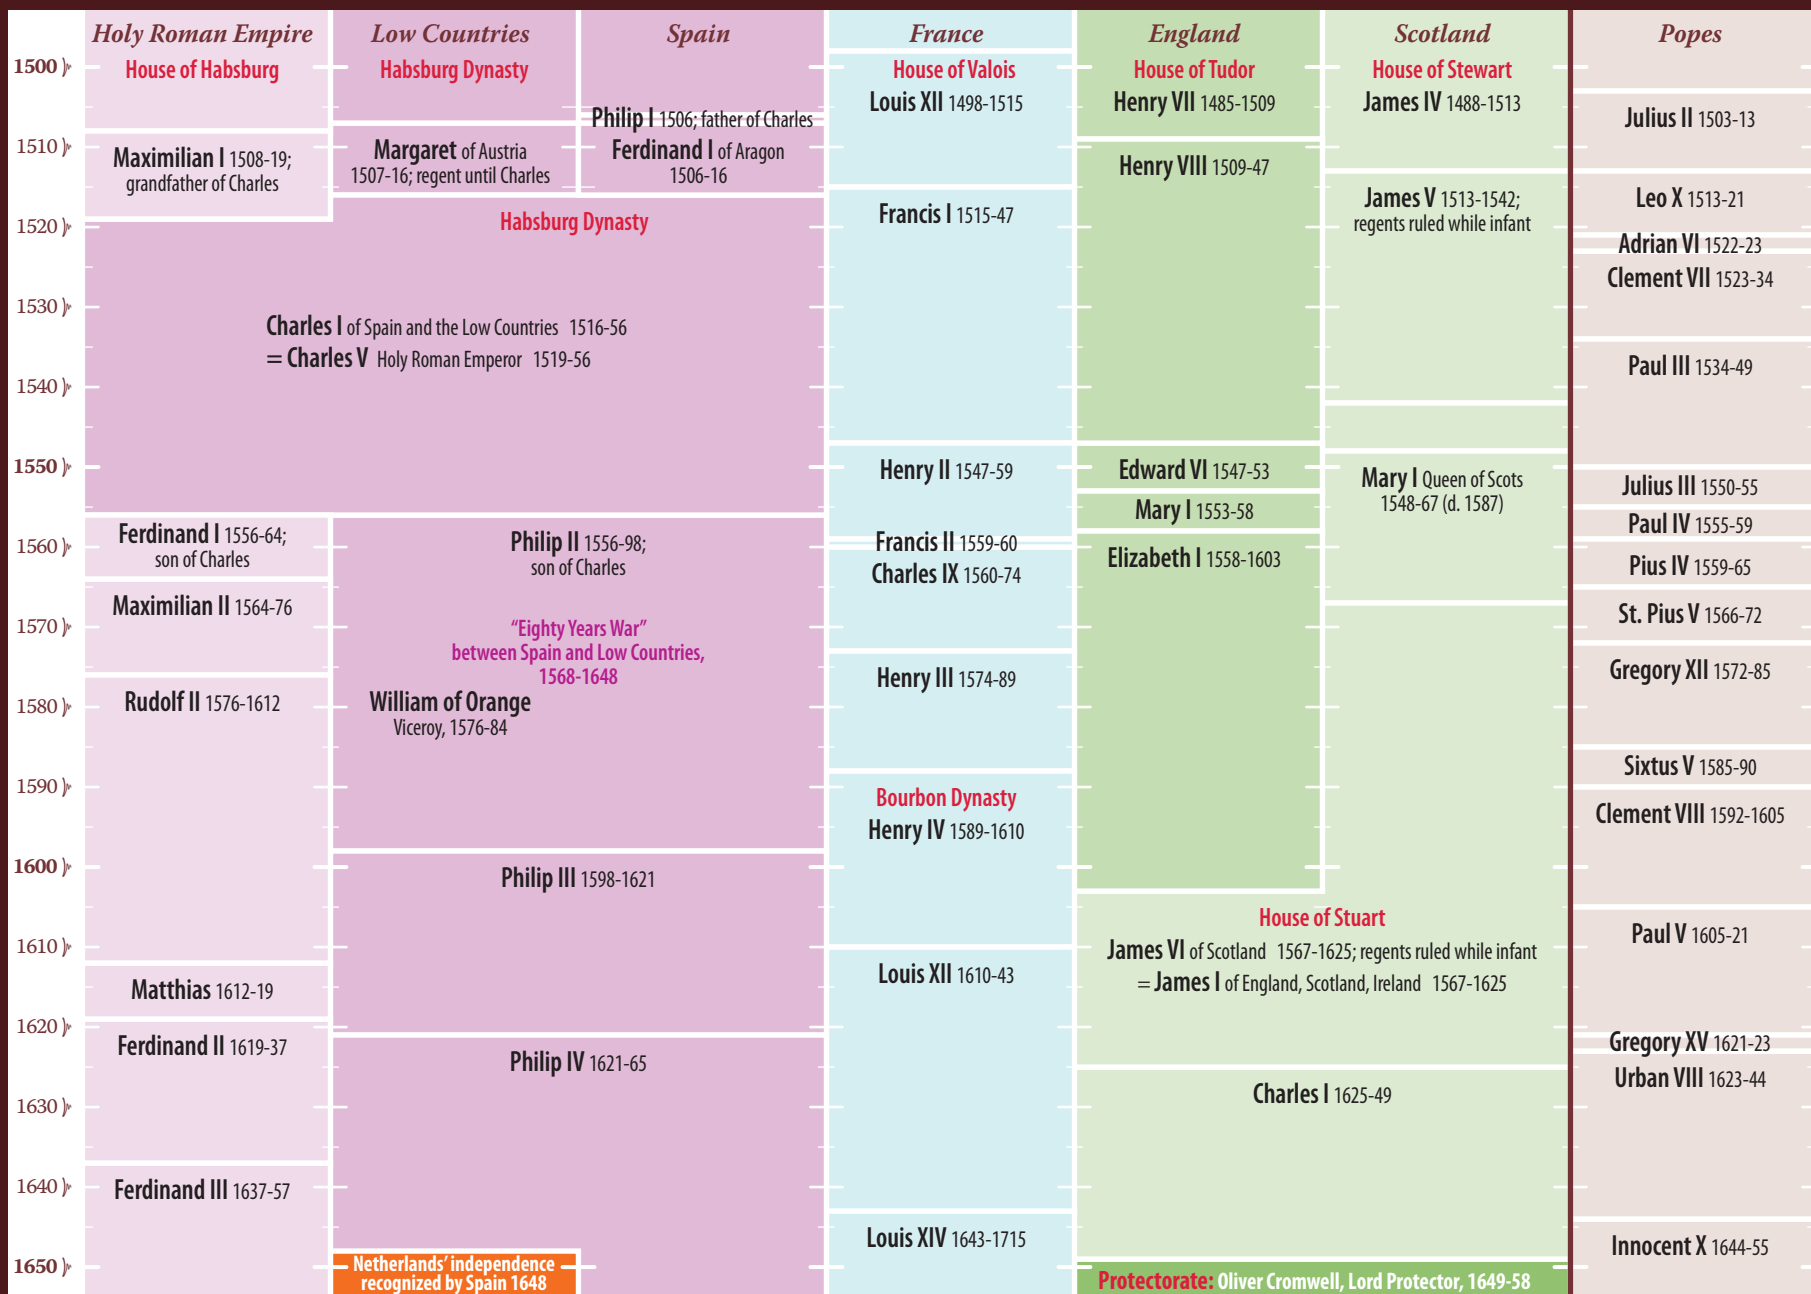 Holy Roman Empire
Low Countries
Spain
France
England
Scotland
Popes
1500
1510
1520
1530
1540
1550
1560
1570
1580
1590
1600
1610
1620
1630
1640
1650
House of Habsburg
Maximilian I 1508-19;
grandfather of Charles
Habsburg Dynasty
Margaret of Austria
1507-16; regent until Charles
Philip I 1506; father of Charles
Ferdinand I of Aragon
1506-16
Habsburg Dynasty
Charles I of Spain and the Low Countries 1516-56
= Charles V Holy Roman Emperor 1519-56
Ferdinand I 1556-64;
son of Charles
Maximilian II 1564-76
Rudolf II 1576-1612
Matthias 1612-19
Ferdinand II 1619-37
Ferdinand III 1637-57
Philip II 1556-98;
son of Charles
“Eighty Years War”
between Spain and Low Countries,
1568-1648
William of Orange
Viceroy, 1576-84
Philip III 1598-1621
Philip IV 1621-65
Netherlands’ independence
recognized by Spain 1648
House of Valois
Louis XII 1498-1515
Francis I 1515-47
Henry II 1547-59
Francis II 1559-60
Charles IX 1560-74
Henry III 1574-89
Bourbon Dynasty
Henry IV 1589-1610
Louis XII 1610-43
Louis XIV 1643-1715
House of Tudor
Henry VII 1485-1509
Henry VIII 1509-47
Edward VI 1547-53
Mary I 1553-58
Elizabeth I 1558-1603
House of Stewart
James IV 1488-1513
James V 1513-1542;
regents ruled while infant
Mary I Queen of Scots
1548-67 (d. 1587)
House of Stuart
James VI of Scotland 1567-1625; regents ruled while infant
= James I of England, Scotland, Ireland 1567-1625
Charles I 1625-49
Protectorate: Oliver Cromwell, Lord Protector, 1649-58
Julius II 1503-13
Leo X 1513-21
Adrian VI 1522-23
Clement VII 1523-34
Paul III 1534-49
Julius III 1550-55
Paul IV 1555-59
Pius IV 1559-65
St. Pius V 1566-72
Gregory XII 1572-85
Sixtus V 1585-90
Clement VIII 1592-1605
Paul V 1605-21
Gregory XV 1621-23
Urban VIII 1623-44
Innocent X 1644-55